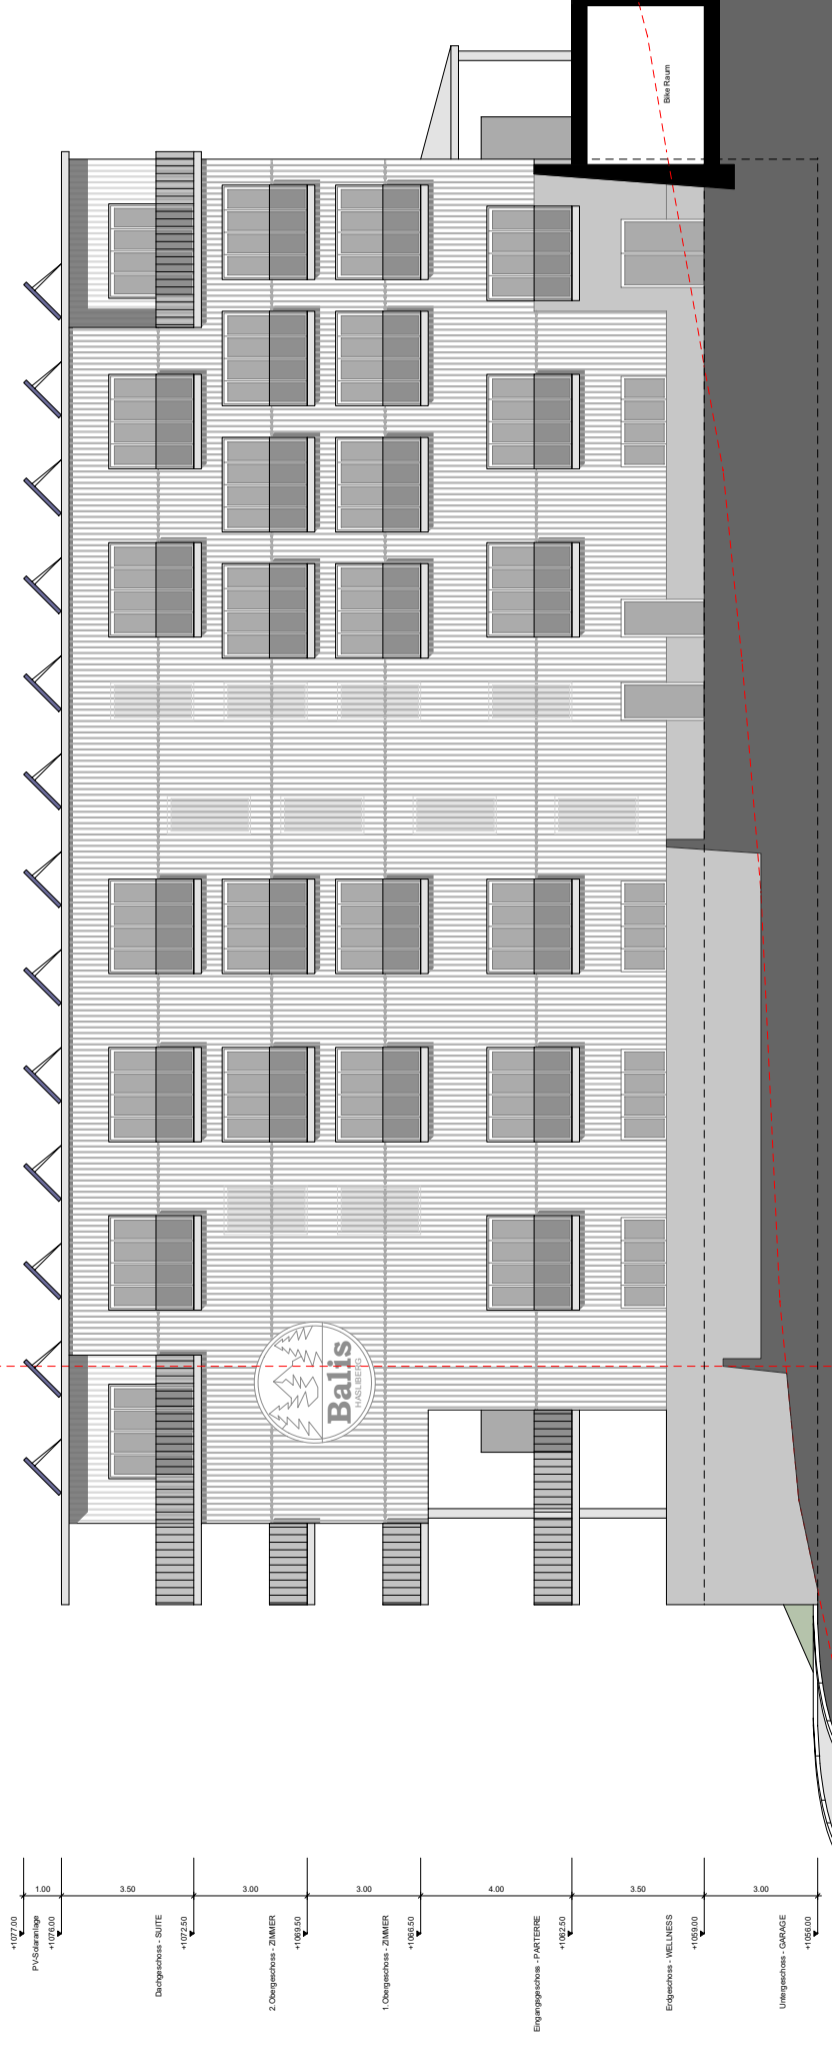 Bike Raum
Balis
HASLIBERG
+1077.00
1.00
PV-Solaranlage
+1076.00
3.50
Dachgeschoss - SUITE
+1072.50
3.00
2.Obergeschoss - ZIMMER
+1069.50
3.00
1.Obergeschoss - ZIMMER
+1066.50
4.00
Eingangsgeschoss - PARTERRE
+1062.50
3.50
Erdgeschoss - WELLNESS
+1059.00
3.00
Untergeschoss - GARAGE
+1056.00